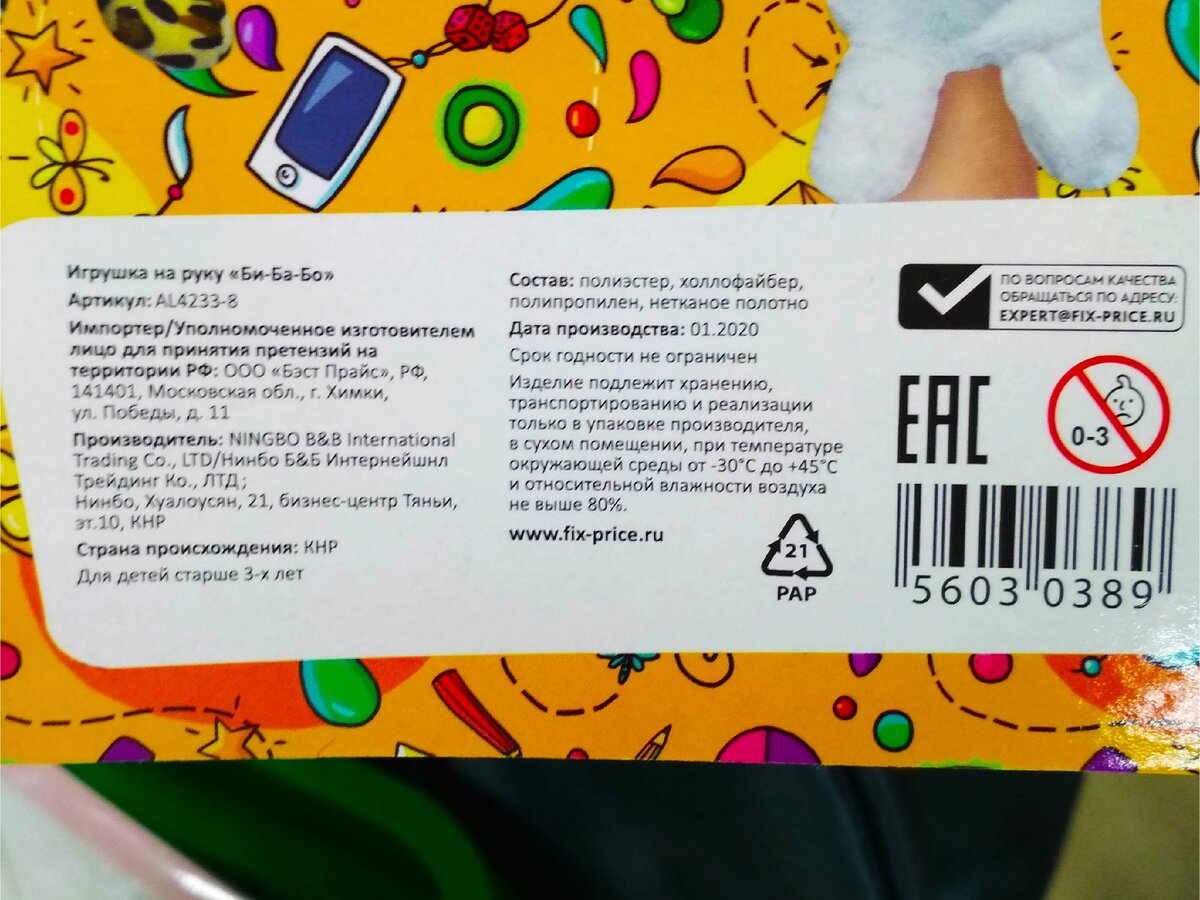 Игрушка на руку «Би-Ба-Бо»
Артикул: AL4233-8
Импортер/Уполномоченное изготовителем
лицо для принятия претензий на
территории РФ: ООО «Бэст Прайс», РФ,
141401, Московская обл., г. Химки,
ул. Победы, д. 11
Производитель: NINGBO B&B International
Trading Co., LTD/Нинбо Б&Б Интернейшнл
Трейдинг Ко., ЛТД;
Нинбо, Хуалоусян, 21, бизнес-центр Тяньи,
эт.10, КНР
Страна происхождения: КНР
Для детей старше 3-х лет
Состав: полиэстер, холлофайбер,
полипропилен, нетканое полотно
Дата производства: 01.2020
Срок годности не ограничен
Изделие подлежит хранению,
транспортированию и реализации
только в упаковке производителя,
в сухом помещении, при температуре
окружающей среды от -30°C до +45°C
и относительной влажности воздуха
не выше 80%.
www.fix-price.ru
21
PAP
ПО ВОПРОСАМ КАЧЕСТВА
ОБРАЩАТЬСЯ ПО АДРЕСУ:
EXPERT@FIX-PRICE.RU
EAC
0-3
5603 0389